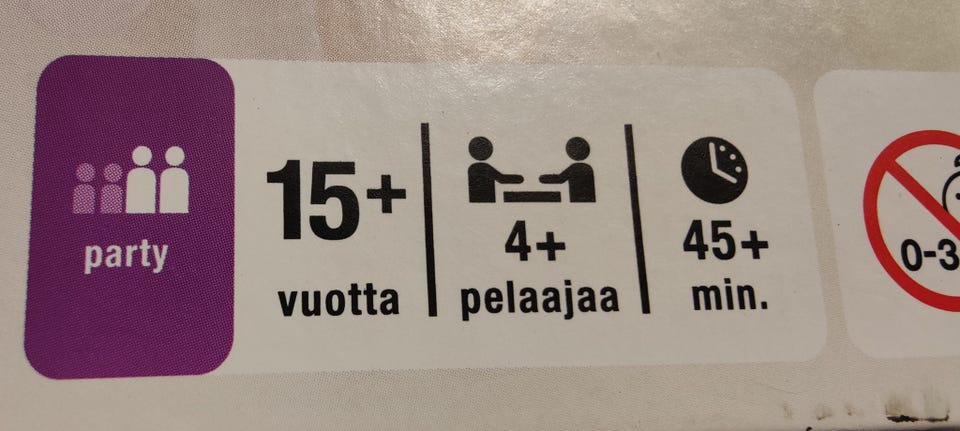 party
15+
vuotta
4+
pelaajaa
45+
min.
0-3